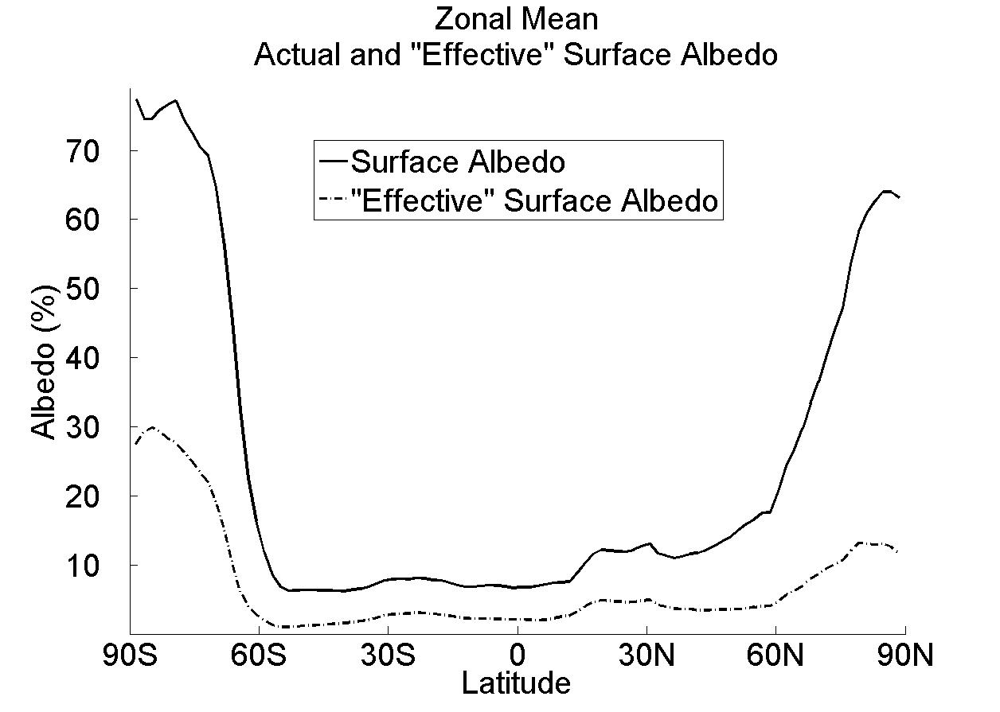 Zonal Mean
Actual and "Effective" Surface Albedo
Surface Albedo
"Effective" Surface Albedo
Albedo (%)
70
60
50
40
30
20
10
90S 60S 30S 0 30N 60N 90N
Latitude